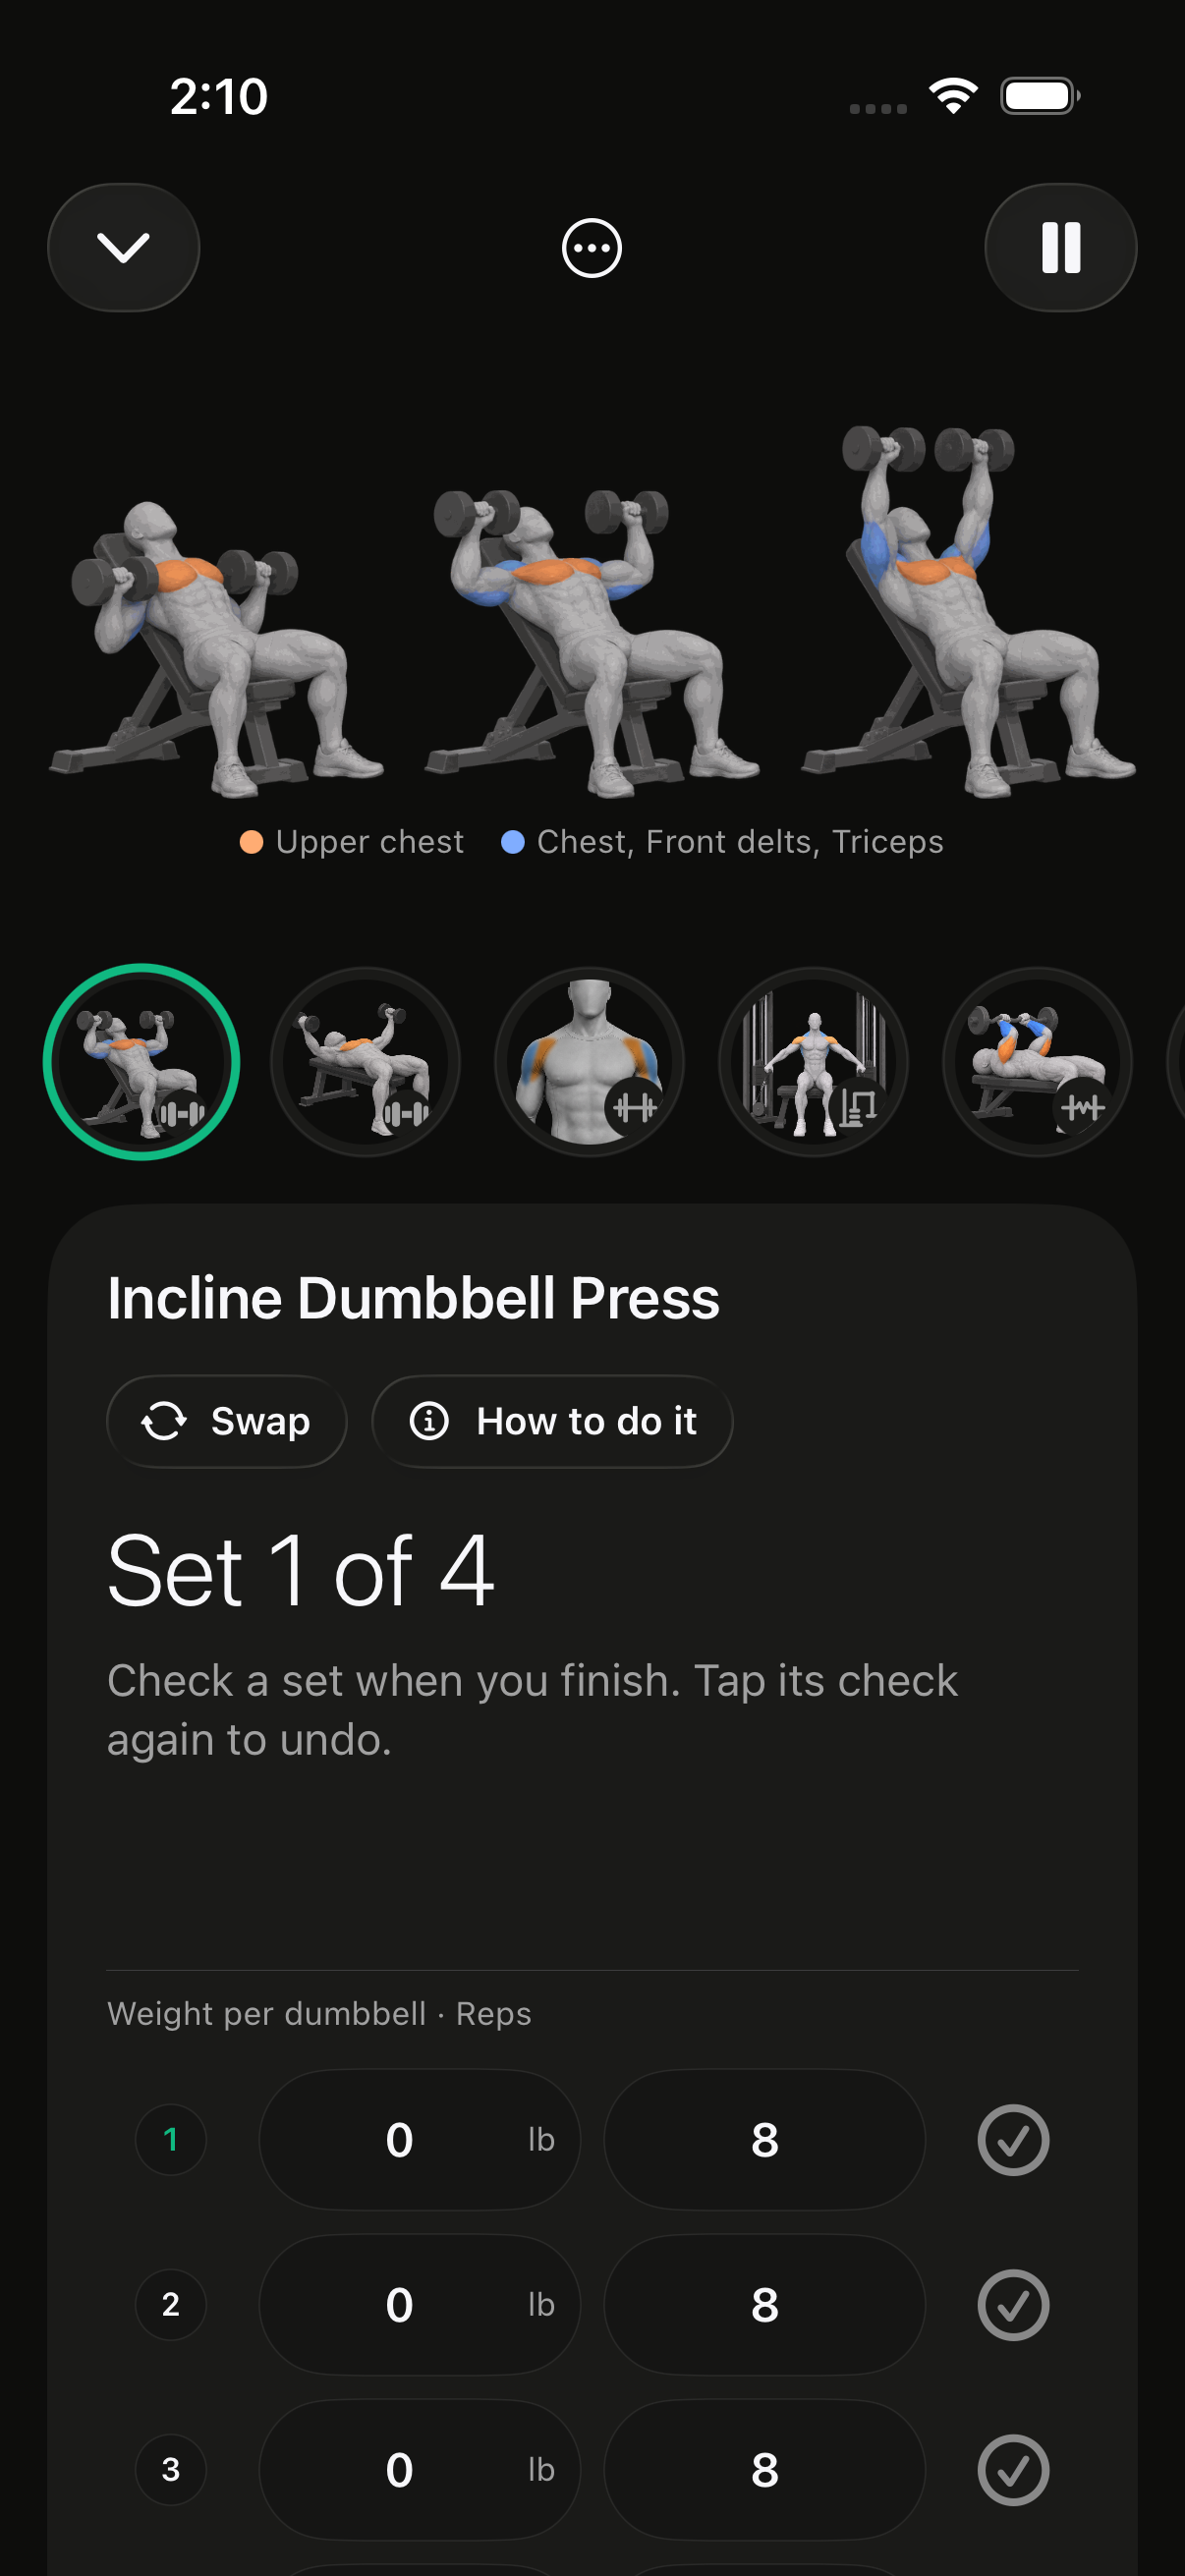 2:10
Upper chest Chest, Front delts, Triceps
Incline Dumbbell Press
Swap How to do it
Set 1 of 4
Check a set when you finish. Tap its check
again to undo.
Weight per dumbbell · Reps
1 0 lb 8
2 0 lb 8
3 0 lb 8